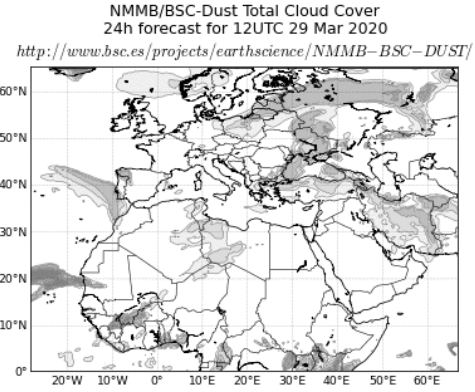 NMMB/BSC-Dust Total Cloud Cover
24h forecast for 12UTC 29 Mar 2020
http://www.bsc.es/projects/earthscience/NMMB-BSC-DUST/
60°N
50°N
40°N
30°N
20°N
10°N
0°
20°W 10°W 0° 10°E 20°E 30°E 40°E 50°E 60°E